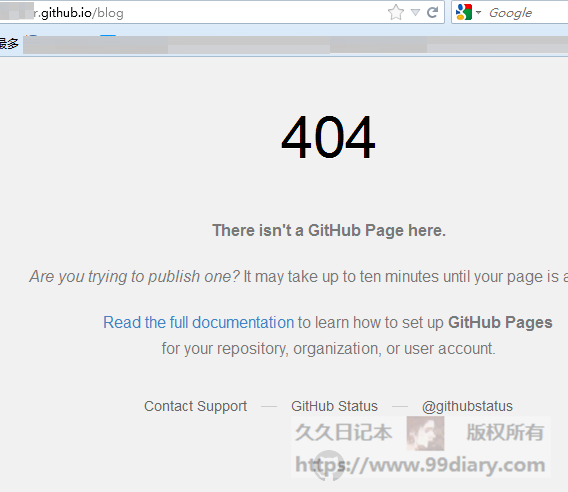 r.github.io/blog
Google
最多
404
There isn't a GitHub Page here.
Are you trying to publish one? It may take up to ten minutes until your page is a
Read the full documentation to learn how to set up GitHub Pages
for your repository, organization, or user account.
Contact Support — GitHub Status — @githubstatus
久久日记本 版权所有
https://www.99diary.com